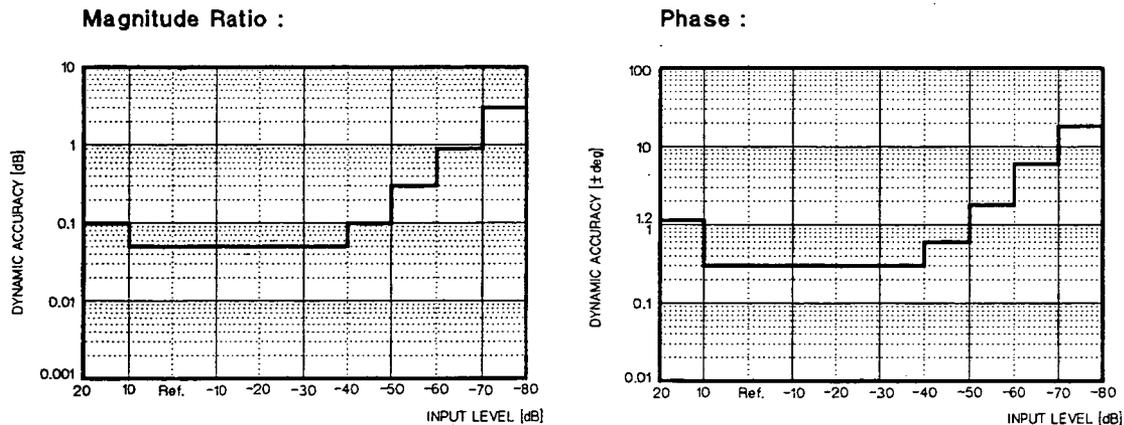 Magnitude Ratio :
DYNAMIC ACCURACY [dB]
10
1
0.1
0.01
0.001
20 10 Ref. -10 -20 -30 -40 -50 -60 -70 -80
INPUT LEVEL [dB]
Phase :
DYNAMIC ACCURACY [± deg]
100
10
1.2
1
0.1
0.01
20 10 Ref. -10 -20 -30 -40 -50 -60 -70 -80
INPUT LEVEL [dB]